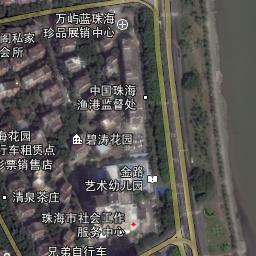 万屿蓝珠海
珍品展销中心
阁私家
会所
中国珠海
渔港监督处
碧涛花园
海花园
行车租赁点
彩票销售店
金路
艺术幼儿园
清泉茶庄
珠海市社会工作
服务中心
兄弟自行车